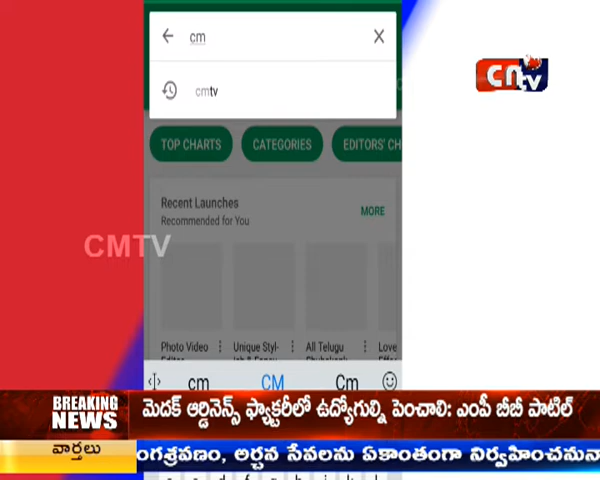 cm
cmtv
cn
tv
TOP CHARTS
CATEGORIES
EDITORS' CH
Recent Launches
Recommended for You
MORE
CMTV
Photo Video
Unique Styl-
All Telugu
Love
cm
CM
Cm
BREAKING
NEWS
మెదక్ ఆర్డినెన్స్ ఫ్యాక్టరీలో ఉద్యోగుల్ని పెంచాలి: ఎంపీ బీబీ పాటిల్
వార్తలు
ంగశ్రవణం, అర్చన సేవలను ఏకాంతంగా నిర్వహించమనా